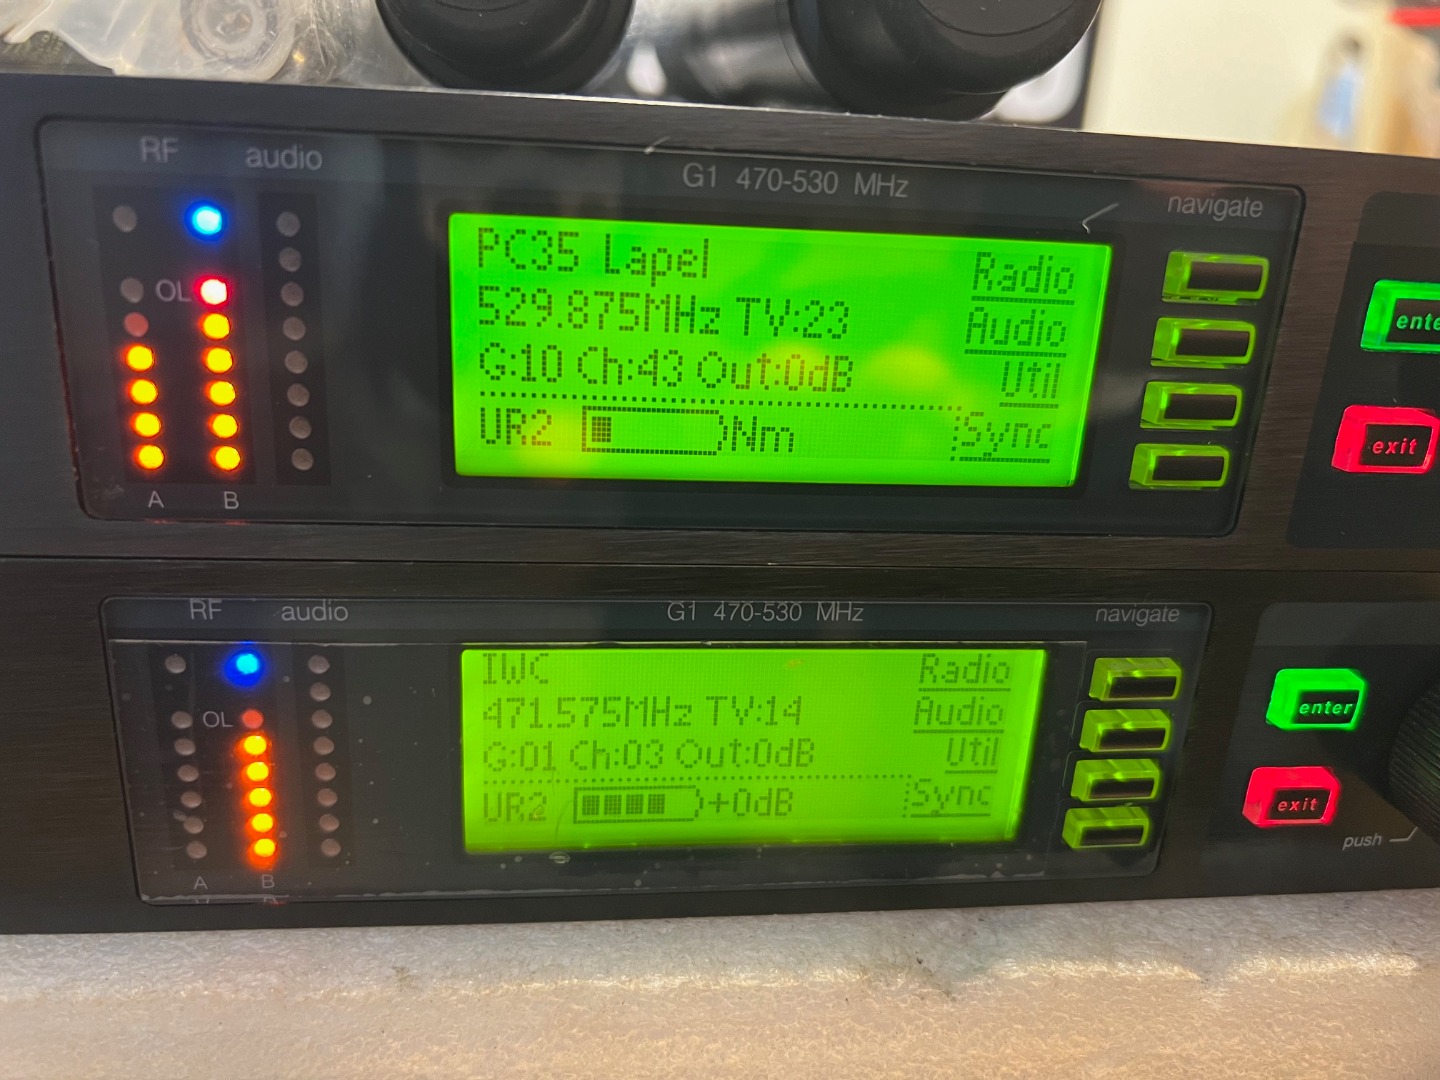 RF audio
G1 470-530 MHz
navigate
PC35 Lapel
Radio
529.875MHz TV:23
Audio
OL
G:10 Ch:43 Out:0dB
Util
UR2 Nm
Sync
A B
exit
RF audio
G1 470-530 MHz
navigate
IWC
Radio
471.575MHz TV:14
Audio
OL
G:01 Ch:03 Out:0dB
Util
UR2 +0dB
Sync
A B
enter
exit
push